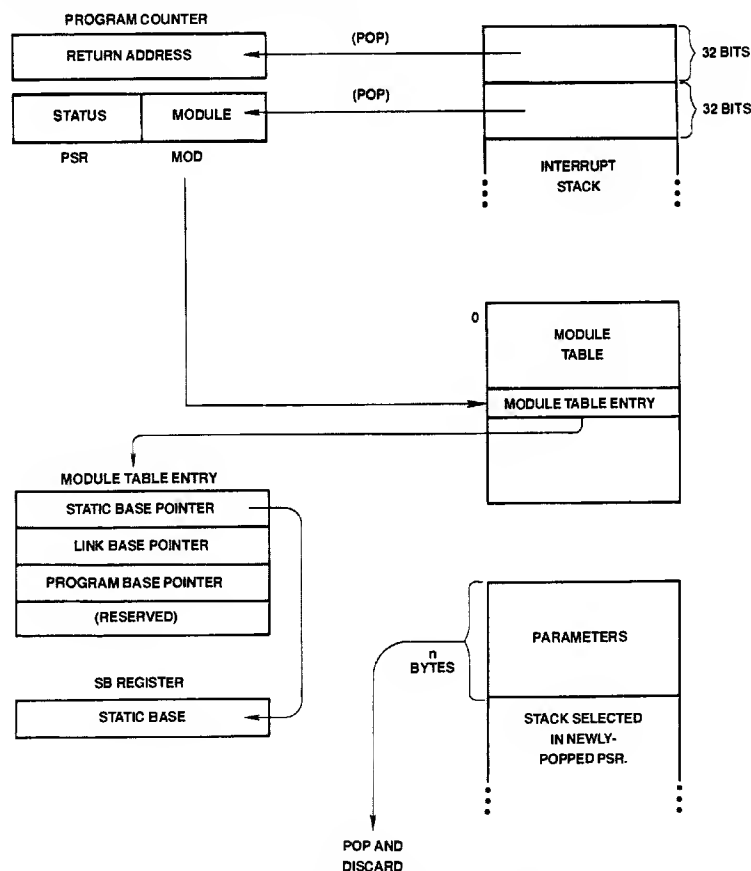 PROGRAM COUNTER
RETURN ADDRESS
(POP)
32 BITS
STATUS
MODULE
(POP)
32 BITS
PSR
MOD
INTERRUPT
STACK
0
MODULE
TABLE
MODULE TABLE ENTRY
MODULE TABLE ENTRY
STATIC BASE POINTER
LINK BASE POINTER
PROGRAM BASE POINTER
(RESERVED)
SB REGISTER
STATIC BASE
n
BYTES
PARAMETERS
STACK SELECTED
IN NEWLY-
POPPED PSR.
POP AND
DISCARD